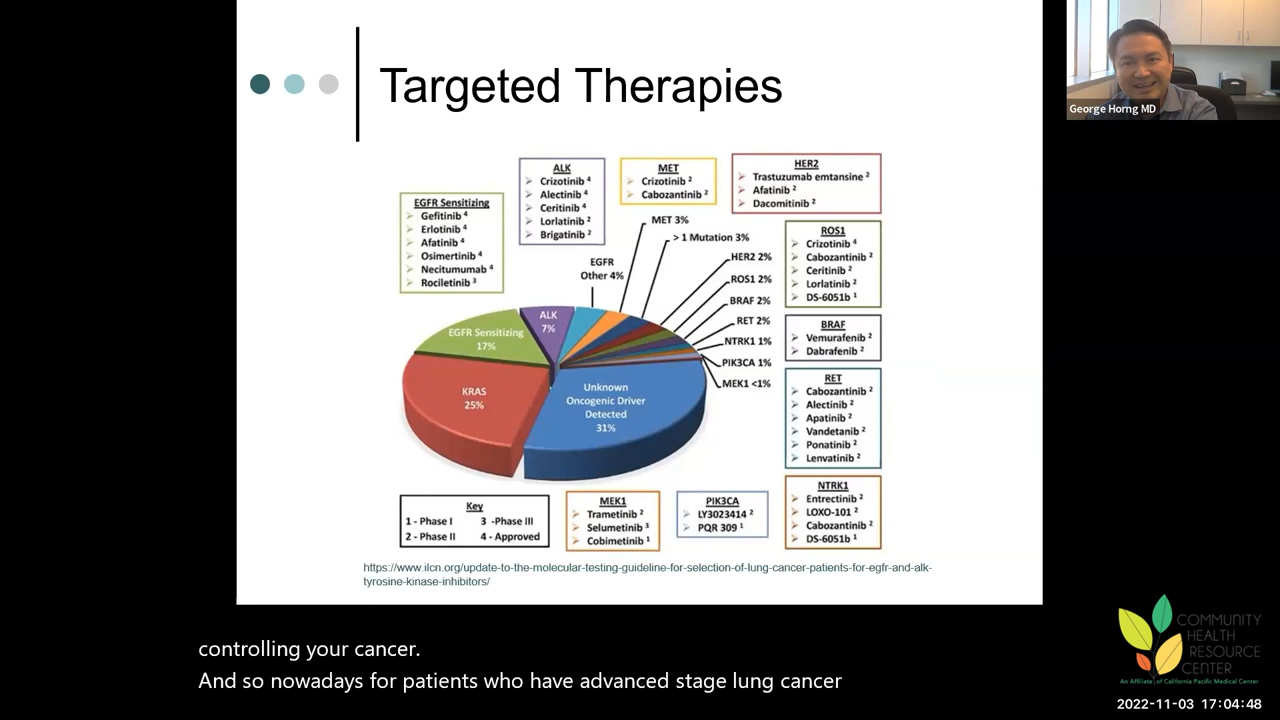 Targeted Therapies
George Horng MD
ALK
➢ Crizotinib 4
➢ Alectinib 4
➢ Ceritinib 4
➢ Lorlatinib 2
➢ Brigatinib 2
MET
➢ Crizotinib 2
➢ Cabozantinib 2
HER2
➢ Trastuzumab emtansine 2
➢ Afatinib 2
➢ Dacomitinib 2
EGFR Sensitizing
➢ Gefitinib 4
➢ Erlotinib 4
➢ Afatinib 4
➢ Osimertinib 4
➢ Necitumumab 4
➢ Rociletinib 3
ROS1
➢ Crizotinib 4
➢ Cabozantinib 2
➢ Ceritinib 2
➢ Lorlatinib 2
➢ DS-6051b 1
MET 3%
> 1 Mutation 3%
HER2 2%
ROS1 2%
BRAF 2%
RET 2%
NTRK1 1%
PIK3CA 1%
MEK1 <1%
EGFR
Other 4%
ALK
7%
EGFR Sensitizing
17%
KRAS
25%
Unknown
Oncogenic Driver
Detected
31%
BRAF
➢ Vemurafenib 2
➢ Dabrafenib 2
RET
➢ Cabozantinib 2
➢ Alectinib 2
➢ Apatinib 2
➢ Vandetanib 2
➢ Ponatinib 2
➢ Lenvatinib 2
NTRK1
➢ Entrectinib 2
➢ LOXO-101 2
➢ Cabozantinib 2
➢ DS-6051b 1
Key
1 - Phase I 3 -Phase III
2 - Phase II 4 - Approved
MEK1
➢ Trametinib 2
➢ Selumetinib 3
➢ Cobimetinib 1
PIK3CA
➢ LY3023414 2
➢ PQR 309 1
https://www.ilcn.org/update-to-the-molecular-testing-guideline-for-selection-of-lung-cancer-patients-for-egfr-and-alk-
tyrosine-kinase-inhibitors/
controlling your cancer.
And so nowadays for patients who have advanced stage lung cancer
COMMUNITY
HEALTH
RESOURCE
CENTER
An Affiliate of California Pacific Medical Center
2022-11-03 17:04:48